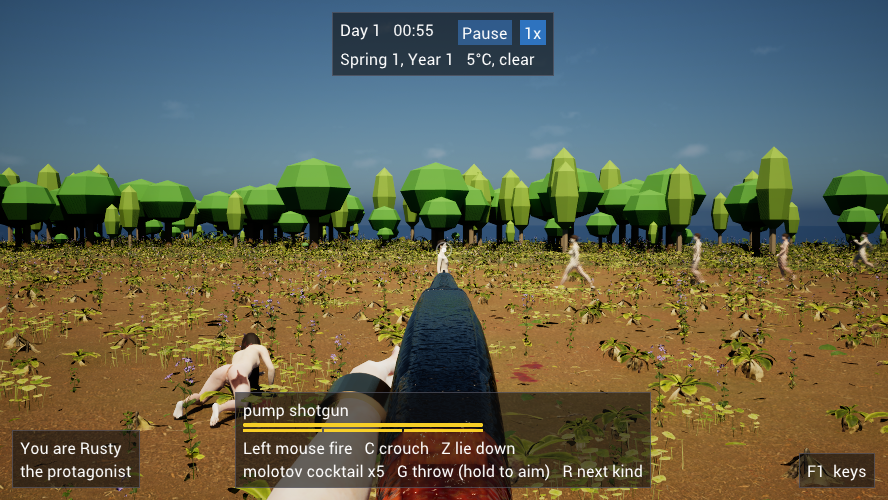 Day 1 00:55 Pause 1x
Spring 1, Year 1 5°C, clear
pump shotgun
Left mouse fire C crouch Z lie down
molotov cocktail x5 G throw (hold to aim) R next kind
You are Rusty
the protagonist
F1 keys